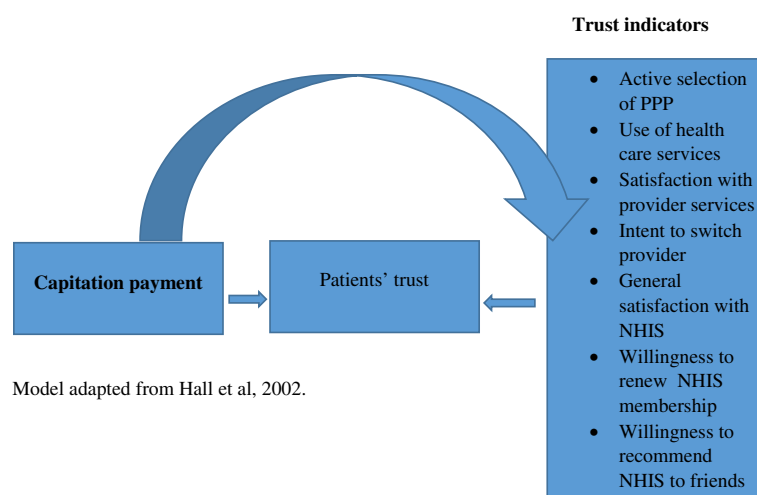 Trust indicators
• Active selection
of PPP
• Use of health
care services
• Satisfaction with
provider services
• Intent to switch
provider
• General
satisfaction with
NHIS
• Willingness to
renew NHIS
membership
• Willingness to
recommend
NHIS to friends
Capitation payment
Patients’ trust
Model adapted from Hall et al, 2002.